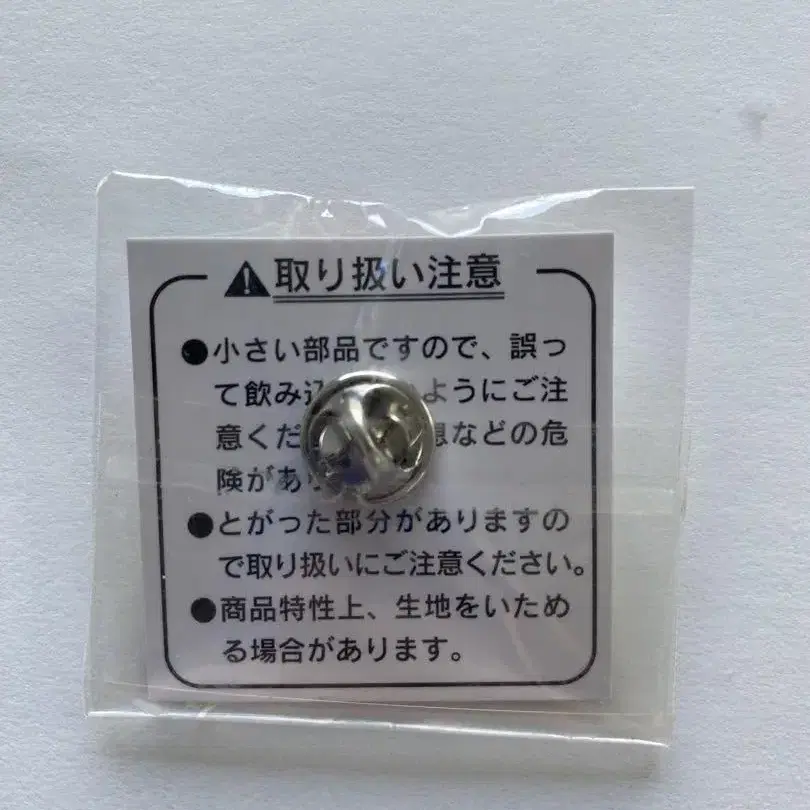 取り扱い注意
●小さい部品ですので、誤っ
て飲み ようにご注
意くだ などの危
険があ
●とがった部分がありますの
で取り扱いにご注意ください。
●商品特性上、生地をいため
る場合があります。